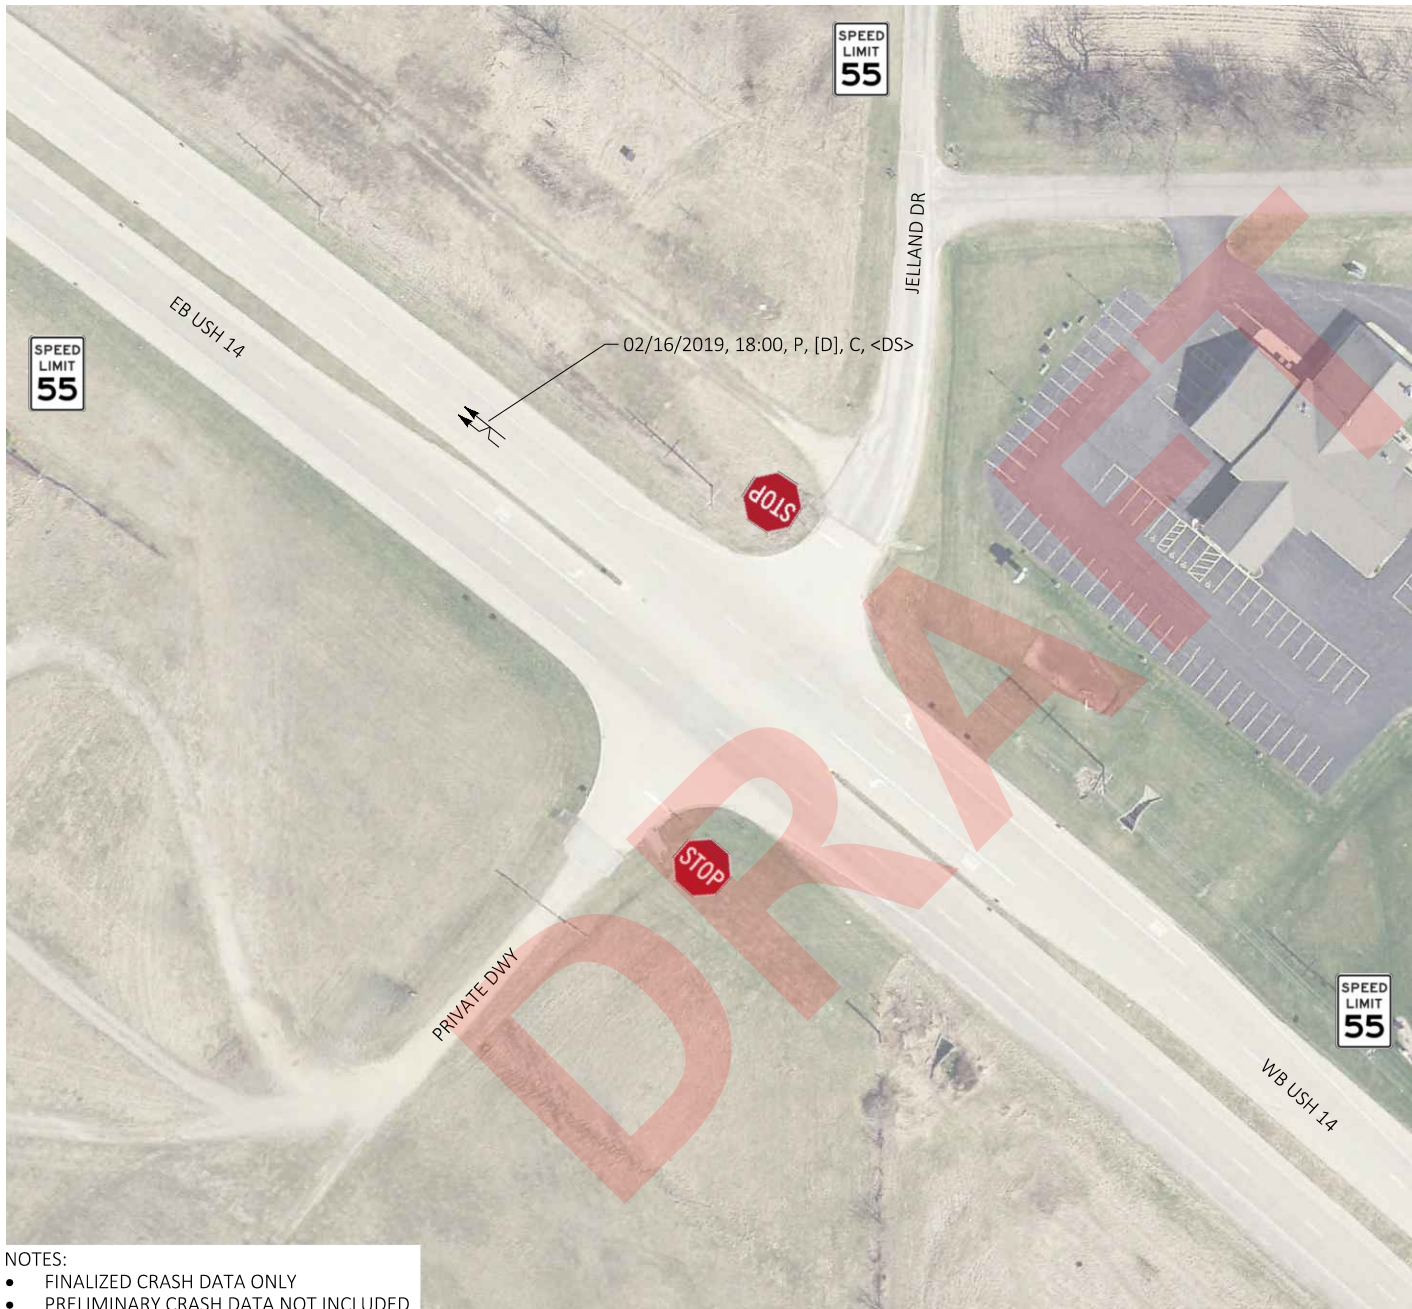 SPEED
LIMIT
55
JELLAND DR
EB USH 14
02/16/2019, 18:00, P, [D], C, <DS>
SPEED
LIMIT
55
STOP
STOP
DRAFT
PRIVATE DWY
SPEED
LIMIT
55
WB USH 14
NOTES:
• FINALIZED CRASH DATA ONLY
• PRELIMINARY CRASH DATA NOT INCLUDED